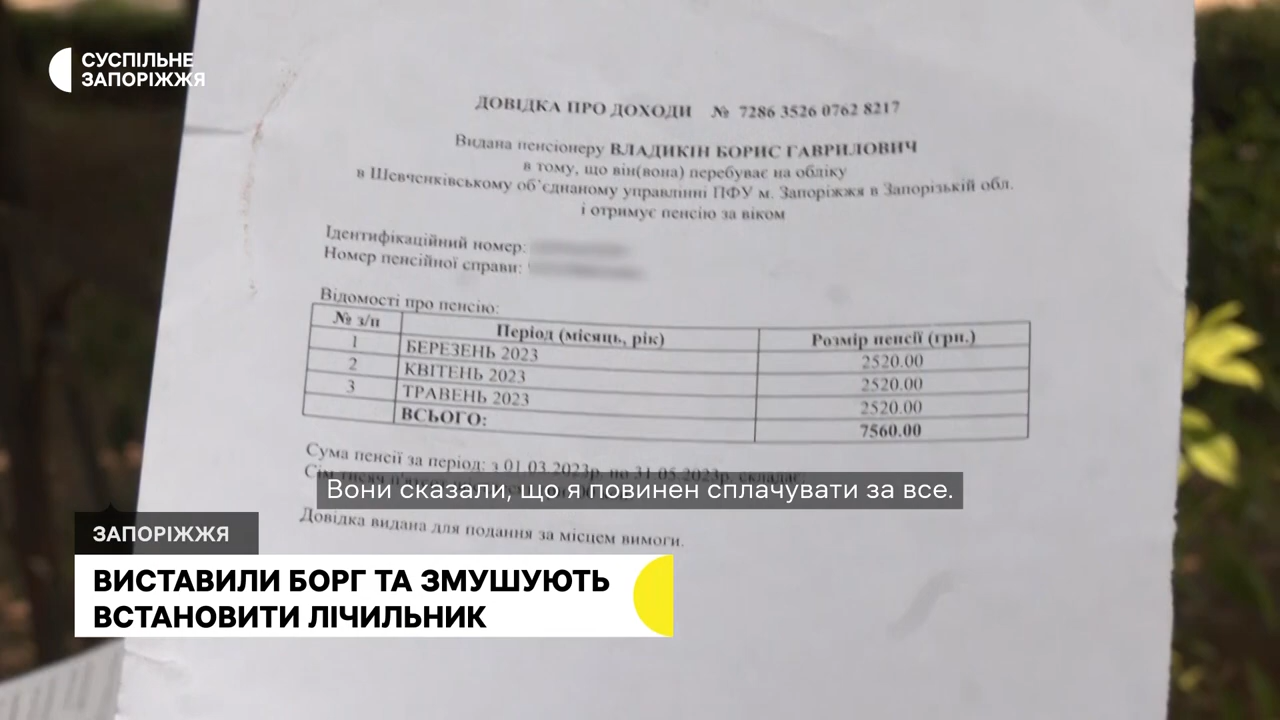 СУСПІЛЬНЕ
ЗАПОРІЖЖЯ
ДОВІДКА ПРО ДОХОДИ № 7286 3526 0762 8217
Видана пенсіонеру ВЛАДИКІН БОРИС ГАВРИЛОВИЧ
в тому, що він(вона) перебуває на обліку
в Шевченківському об`єднаному управлінні ПФУ м. Запоріжжя в Запорізькій обл.
і отримує пенсію за віком
Ідентифікаційний номер:
Номер пенсійної справи:
Відомості про пенсію:
№ з/п Період (місяць, рік) Розмір пенсії (грн.)
1 БЕРЕЗЕНЬ 2023 2520.00
2 КВІТЕНЬ 2023 2520.00
3 ТРАВЕНЬ 2023 2520.00
ВСЬОГО: 7560.00
Сума пенсії за період: з 01.03.2023р. по 31.05.2023р. складає:
Вони сказали, що я повинен сплачувати за все.
Довідка видана для подання за місцем вимоги.
ЗАПОРІЖЖЯ
ВИСТАВИЛИ БОРГ ТА ЗМУШУЮТЬ
ВСТАНОВИТИ ЛІЧИЛЬНИК